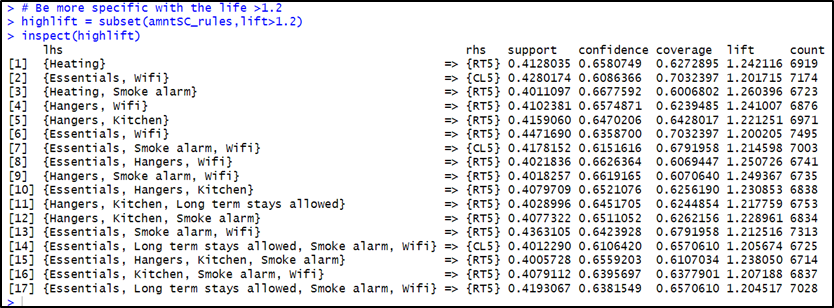 > # Be more specific with the life >1.2
> highlift = subset(amntSC_rules,lift>1.2)
> inspect(highlift)
lhs rhs support confidence coverage lift count
[1] {Heating} => {RT5} 0.4128035 0.6580749 0.6272895 1.242116 6919
[2] {Essentials, Wifi} => {CL5} 0.4280174 0.6086366 0.7032397 1.201715 7174
[3] {Heating, Smoke alarm} => {RT5} 0.4011097 0.6677592 0.6006802 1.260396 6723
[4] {Hangers, Wifi} => {RT5} 0.4102381 0.6574871 0.6239485 1.241007 6876
[5] {Hangers, Kitchen} => {RT5} 0.4159060 0.6470206 0.6428017 1.221251 6971
[6] {Essentials, Wifi} => {RT5} 0.4471690 0.6358700 0.7032397 1.200205 7495
[7] {Essentials, Smoke alarm, Wifi} => {CL5} 0.4178152 0.6151616 0.6791958 1.214598 7003
[8] {Essentials, Hangers, Wifi} => {RT5} 0.4021836 0.6626364 0.6069447 1.250726 6741
[9] {Hangers, Smoke alarm, Wifi} => {RT5} 0.4018257 0.6619165 0.6070640 1.249367 6735
[10] {Essentials, Hangers, Kitchen} => {RT5} 0.4079709 0.6521076 0.6256190 1.230853 6838
[11] {Hangers, Kitchen, Long term stays allowed} => {RT5} 0.4028996 0.6451705 0.6244854 1.217759 6753
[12] {Hangers, Kitchen, Smoke alarm} => {RT5} 0.4077322 0.6511052 0.6262156 1.228961 6834
[13] {Essentials, Smoke alarm, Wifi} => {RT5} 0.4363105 0.6423928 0.6791958 1.212516 7313
[14] {Essentials, Long term stays allowed, Smoke alarm, Wifi} => {CL5} 0.4012290 0.6106420 0.6570610 1.205674 6725
[15] {Essentials, Hangers, Kitchen, Smoke alarm} => {RT5} 0.4005728 0.6559203 0.6107034 1.238050 6714
[16] {Essentials, Kitchen, Smoke alarm, Wifi} => {RT5} 0.4079112 0.6395697 0.6377901 1.207188 6837
[17] {Essentials, Long term stays allowed, Smoke alarm, Wifi} => {RT5} 0.4193067 0.6381549 0.6570610 1.204517 7028
>